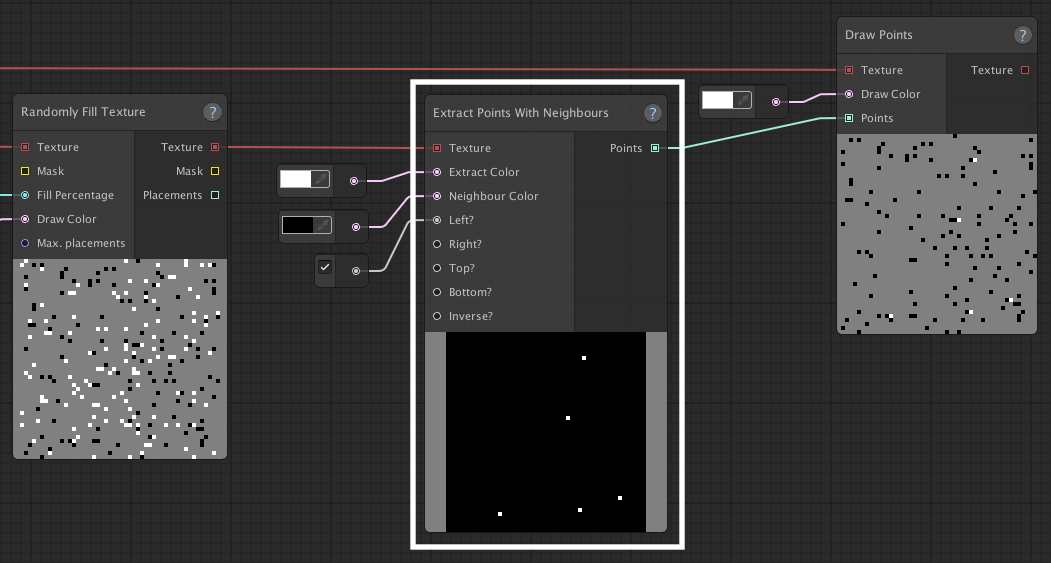 Draw Points ?
Texture Texture
Draw Color
Points
Randomly Fill Texture ?
Texture Texture
Mask Mask
Fill Percentage Placements
Draw Color
Max. placements
Extract Points With Neighbours ?
Texture Points
Extract Color
Neighbour Color
Left?
Right?
Top?
Bottom?
Inverse?